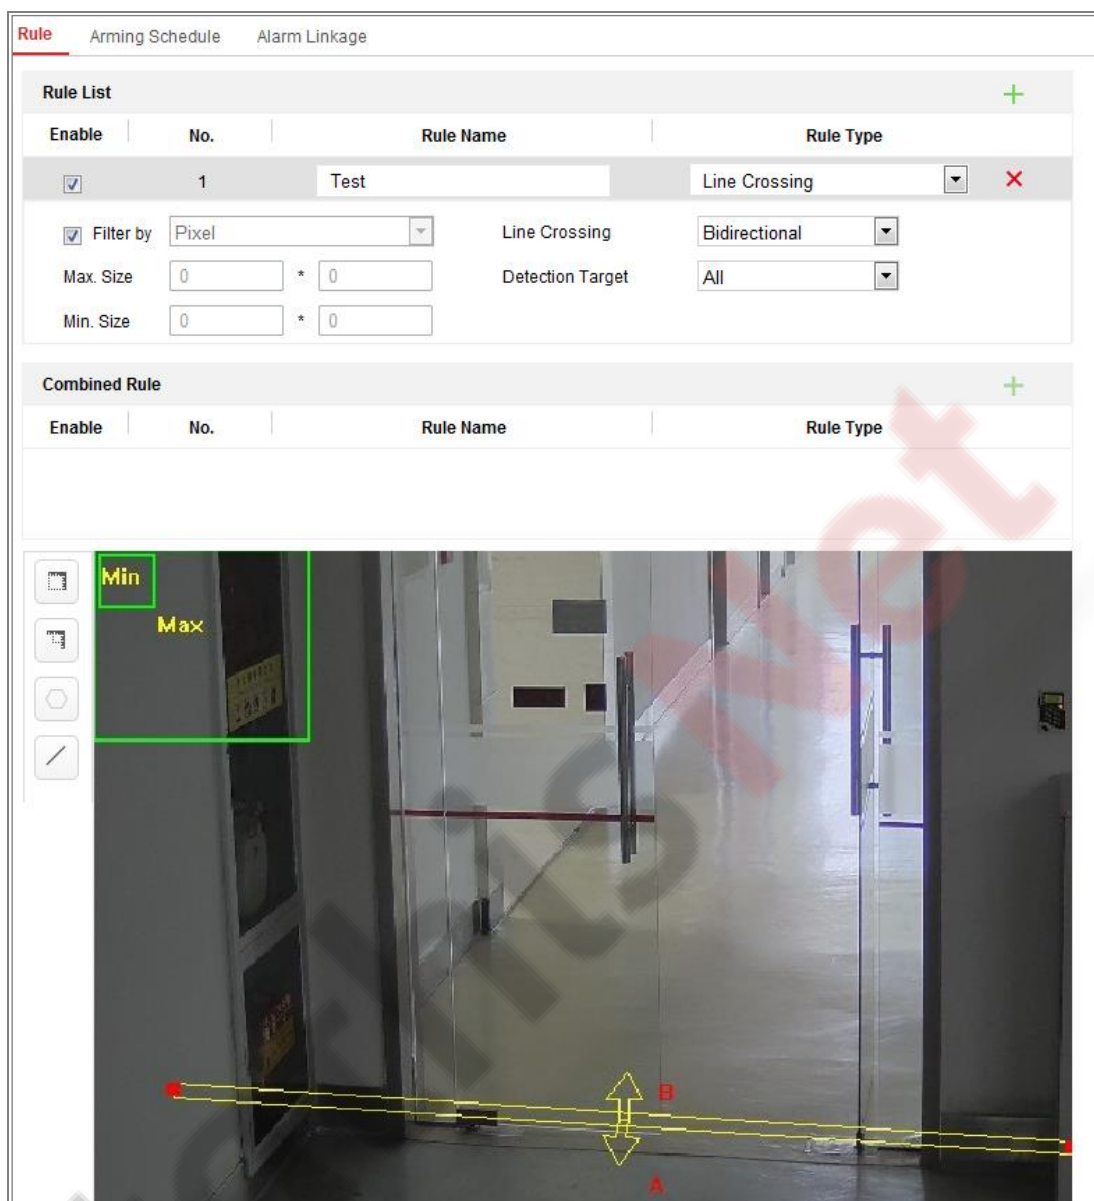 Rule Arming Schedule Alarm Linkage
Rule List
Enable No. Rule Name Rule Type
1 Test Line Crossing
Filter by Pixel Line Crossing Bidirectional
Max. Size 0 * 0 Detection Target All
Min. Size 0 * 0
Combined Rule
Enable No. Rule Name Rule Type
Min
Max
B
A